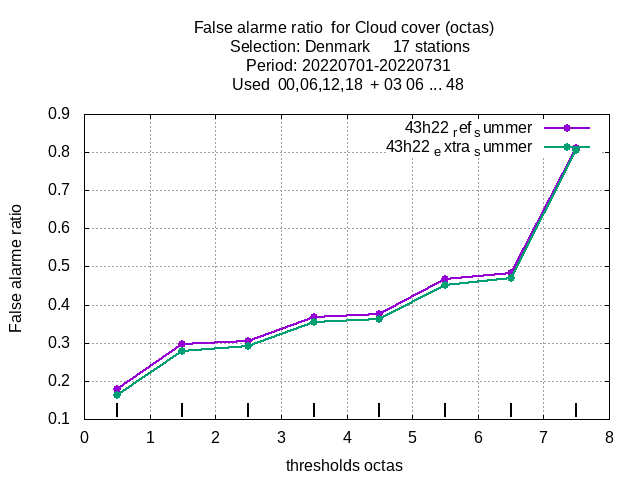 False alarme ratio  for Cloud cover (octas)
Selection: Denmark     17 stations
Period: 20220701-20220731
Used  00,06,12,18  + 03 06 ... 48
43h22 ref summer
43h22 extra summer
0.9
0.8
0.7
0.6
0.5
0.4
0.3
0.2
0.1
False alarme ratio
0 1 2 3 4 5 6 7 8
thresholds octas